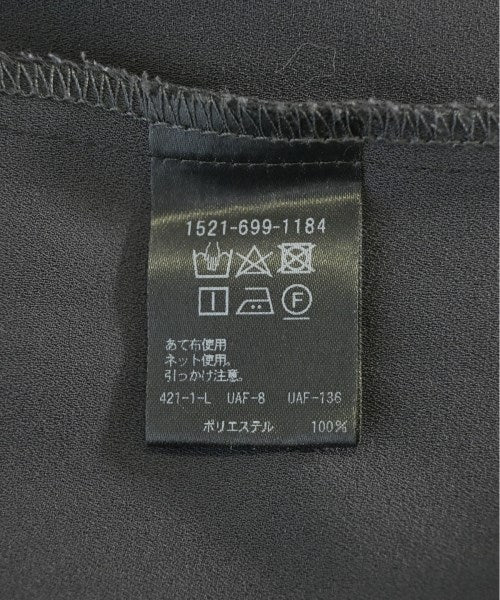 1521-699-1184
あて布使用
ネット使用。
引っかけ注意。
421-1-L UAF-8 UAF-136
ポリエステル 100%